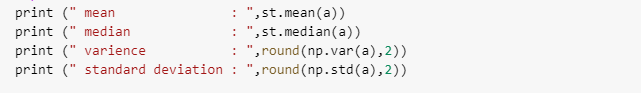 print (" mean               : ",st.mean(a))
print (" median             : ",st.median(a))
print (" varience           : ",round(np.var(a),2))
print (" standard deviation : ",round(np.std(a),2))